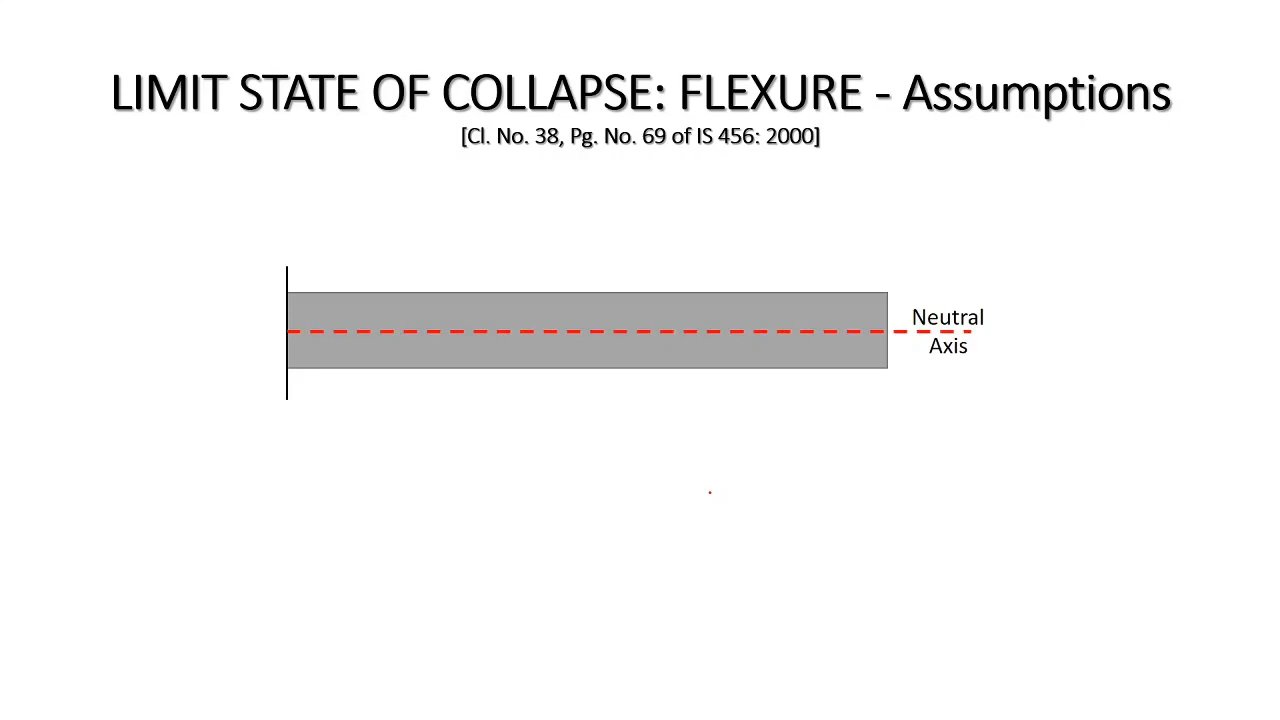 LIMIT STATE OF COLLAPSE: FLEXURE - Assumptions
[Cl. No. 38, Pg. No. 69 of IS 456: 2000]
Neutral
Axis